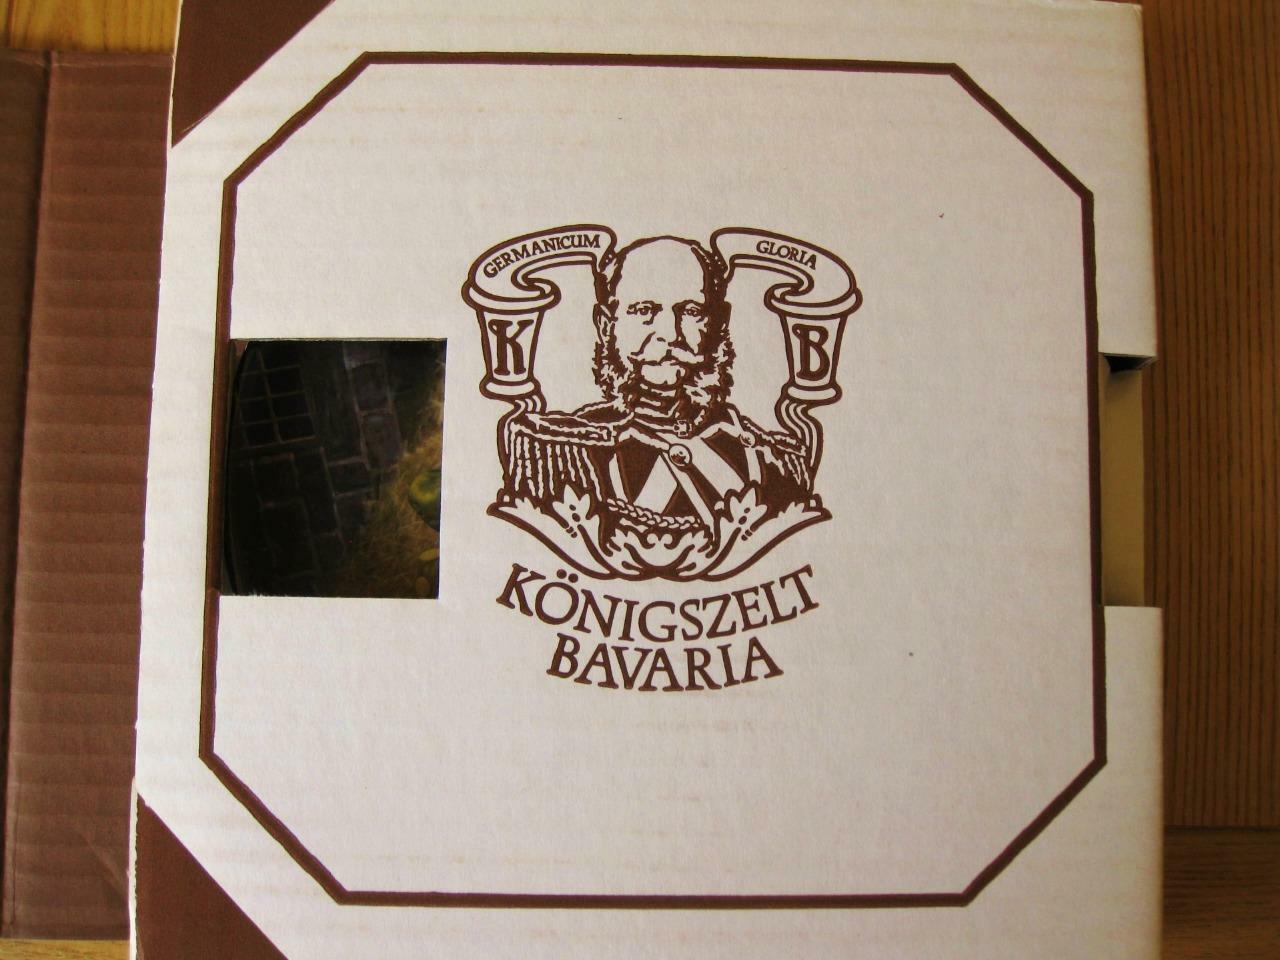 GERMANICUM GLORIA
K B
KÖNIGSZELT
BAVARIA